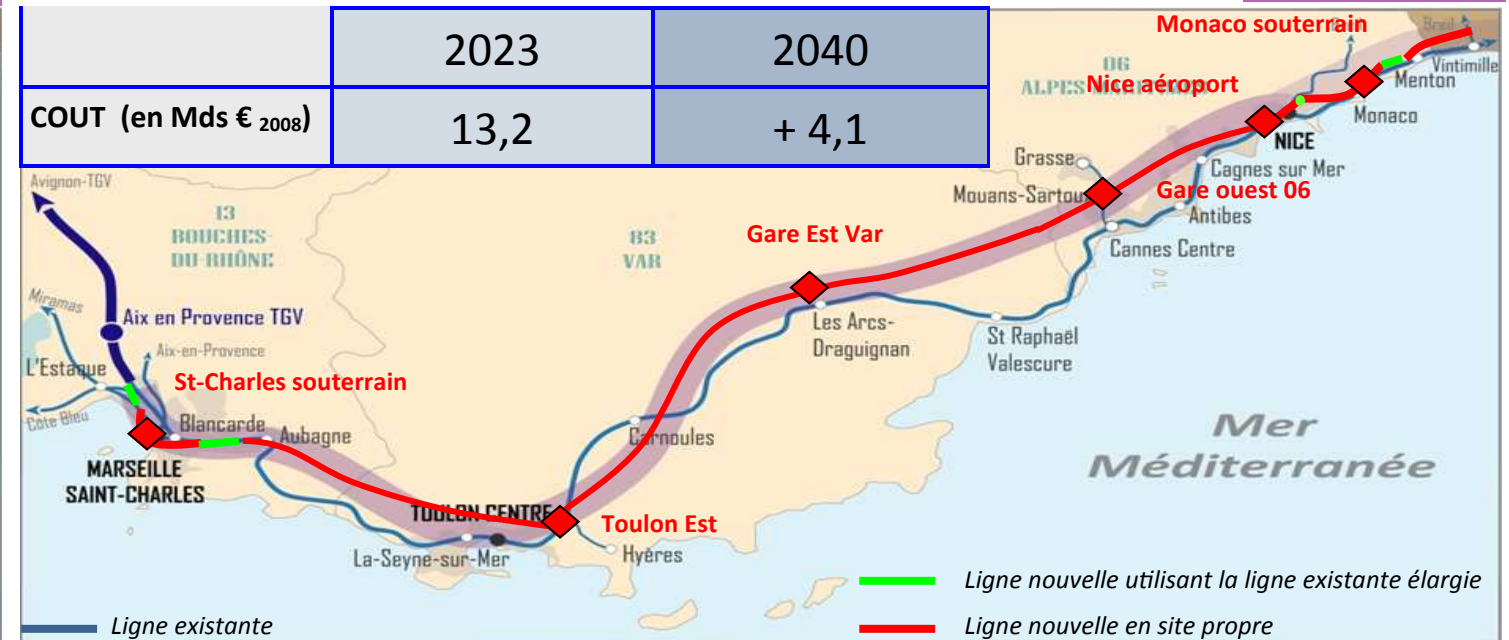 2023 2040
COUT (en Mds € 2008) 13,2 + 4,1
Monaco souterrain
Breil
Breil
Vintimille
06
ALPES MARITIMES
Nice aéroport
Menton
Monaco
NICE
Grasse
Cagnes sur Mer
Mouans-Sartou
Gare ouest 06
Antibes
Cannes Centre
Avignon-TGV
13
BOUCHES-
DU-RHÔNE
83
VAR
Gare Est Var
Miramas
Aix en Provence TGV
Les Arcs-
Draguignan
St Raphaël
Valescure
Aix-en-Provence
L'Estaque
St-Charles souterrain
Côte Bleu
Blancarde
Aubagne
Carnoules
Mer
Méditerranée
MARSEILLE
SAINT-CHARLES
TOULON CENTRE
Toulon Est
La-Seyne-sur-Mer
Hyères
Ligne nouvelle utilisant la ligne existante élargie
Ligne existante
Ligne nouvelle en site propre